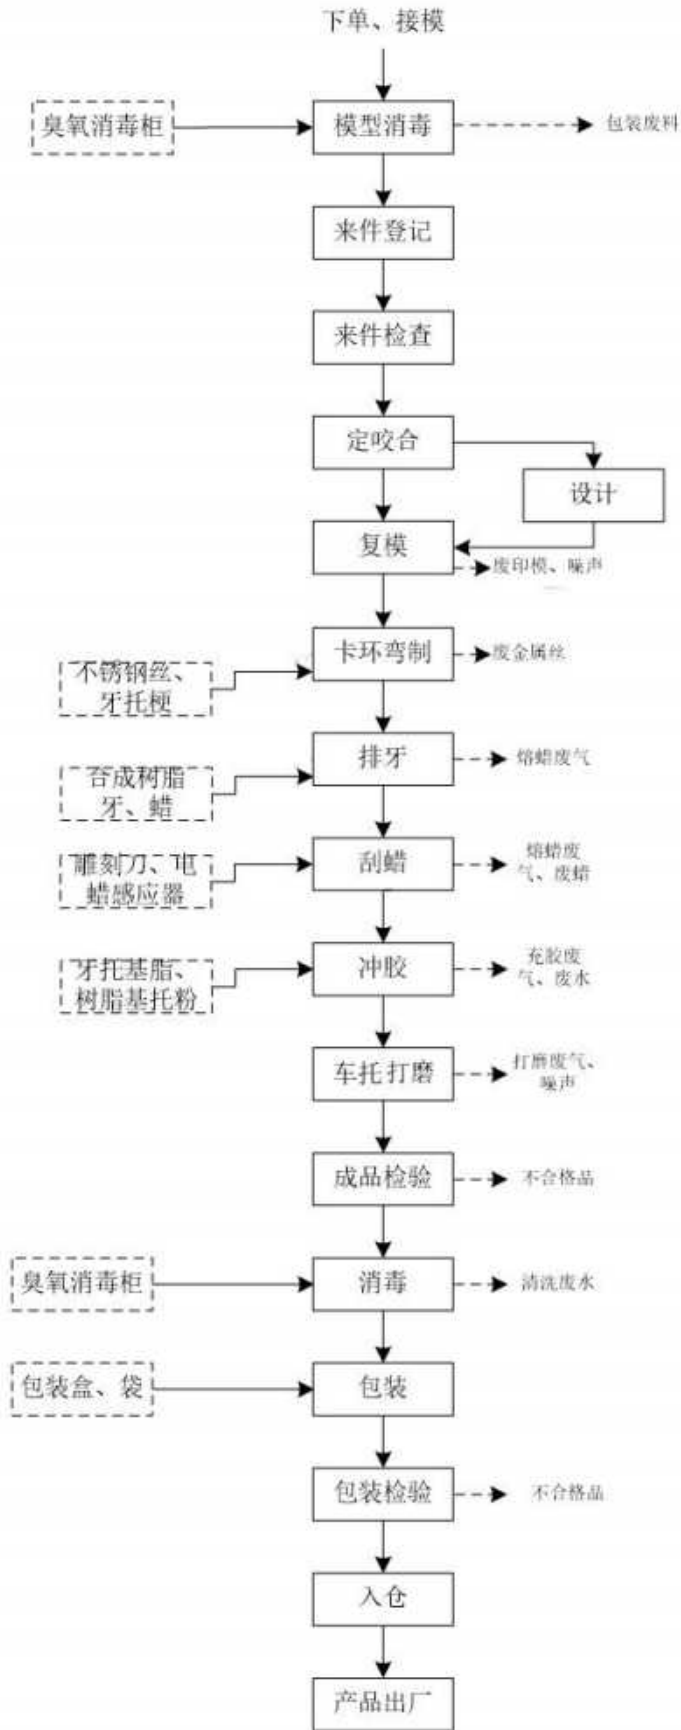 下单、接模
臭氧消毒柜
模型消毒
包装废料
来件登记
来件检查
定咬合
设计
复模
废印模、噪声
卡环弯制
废金属丝
不锈钢丝、
牙托梗
排牙
熔蜡废气
合成树脂
牙、蜡
雕刻刀、电
蜡感应器
刮蜡
熔蜡废
气、废蜡
牙托基脂、
树脂基托粉
冲胶
充胶废
气、废水
车托打磨
打磨废气、
噪声
成品检验
不合格品
臭氧消毒柜
消毒
清洗废水
包装盒、袋
包装
包装检验
不合格品
入仓
产品出厂